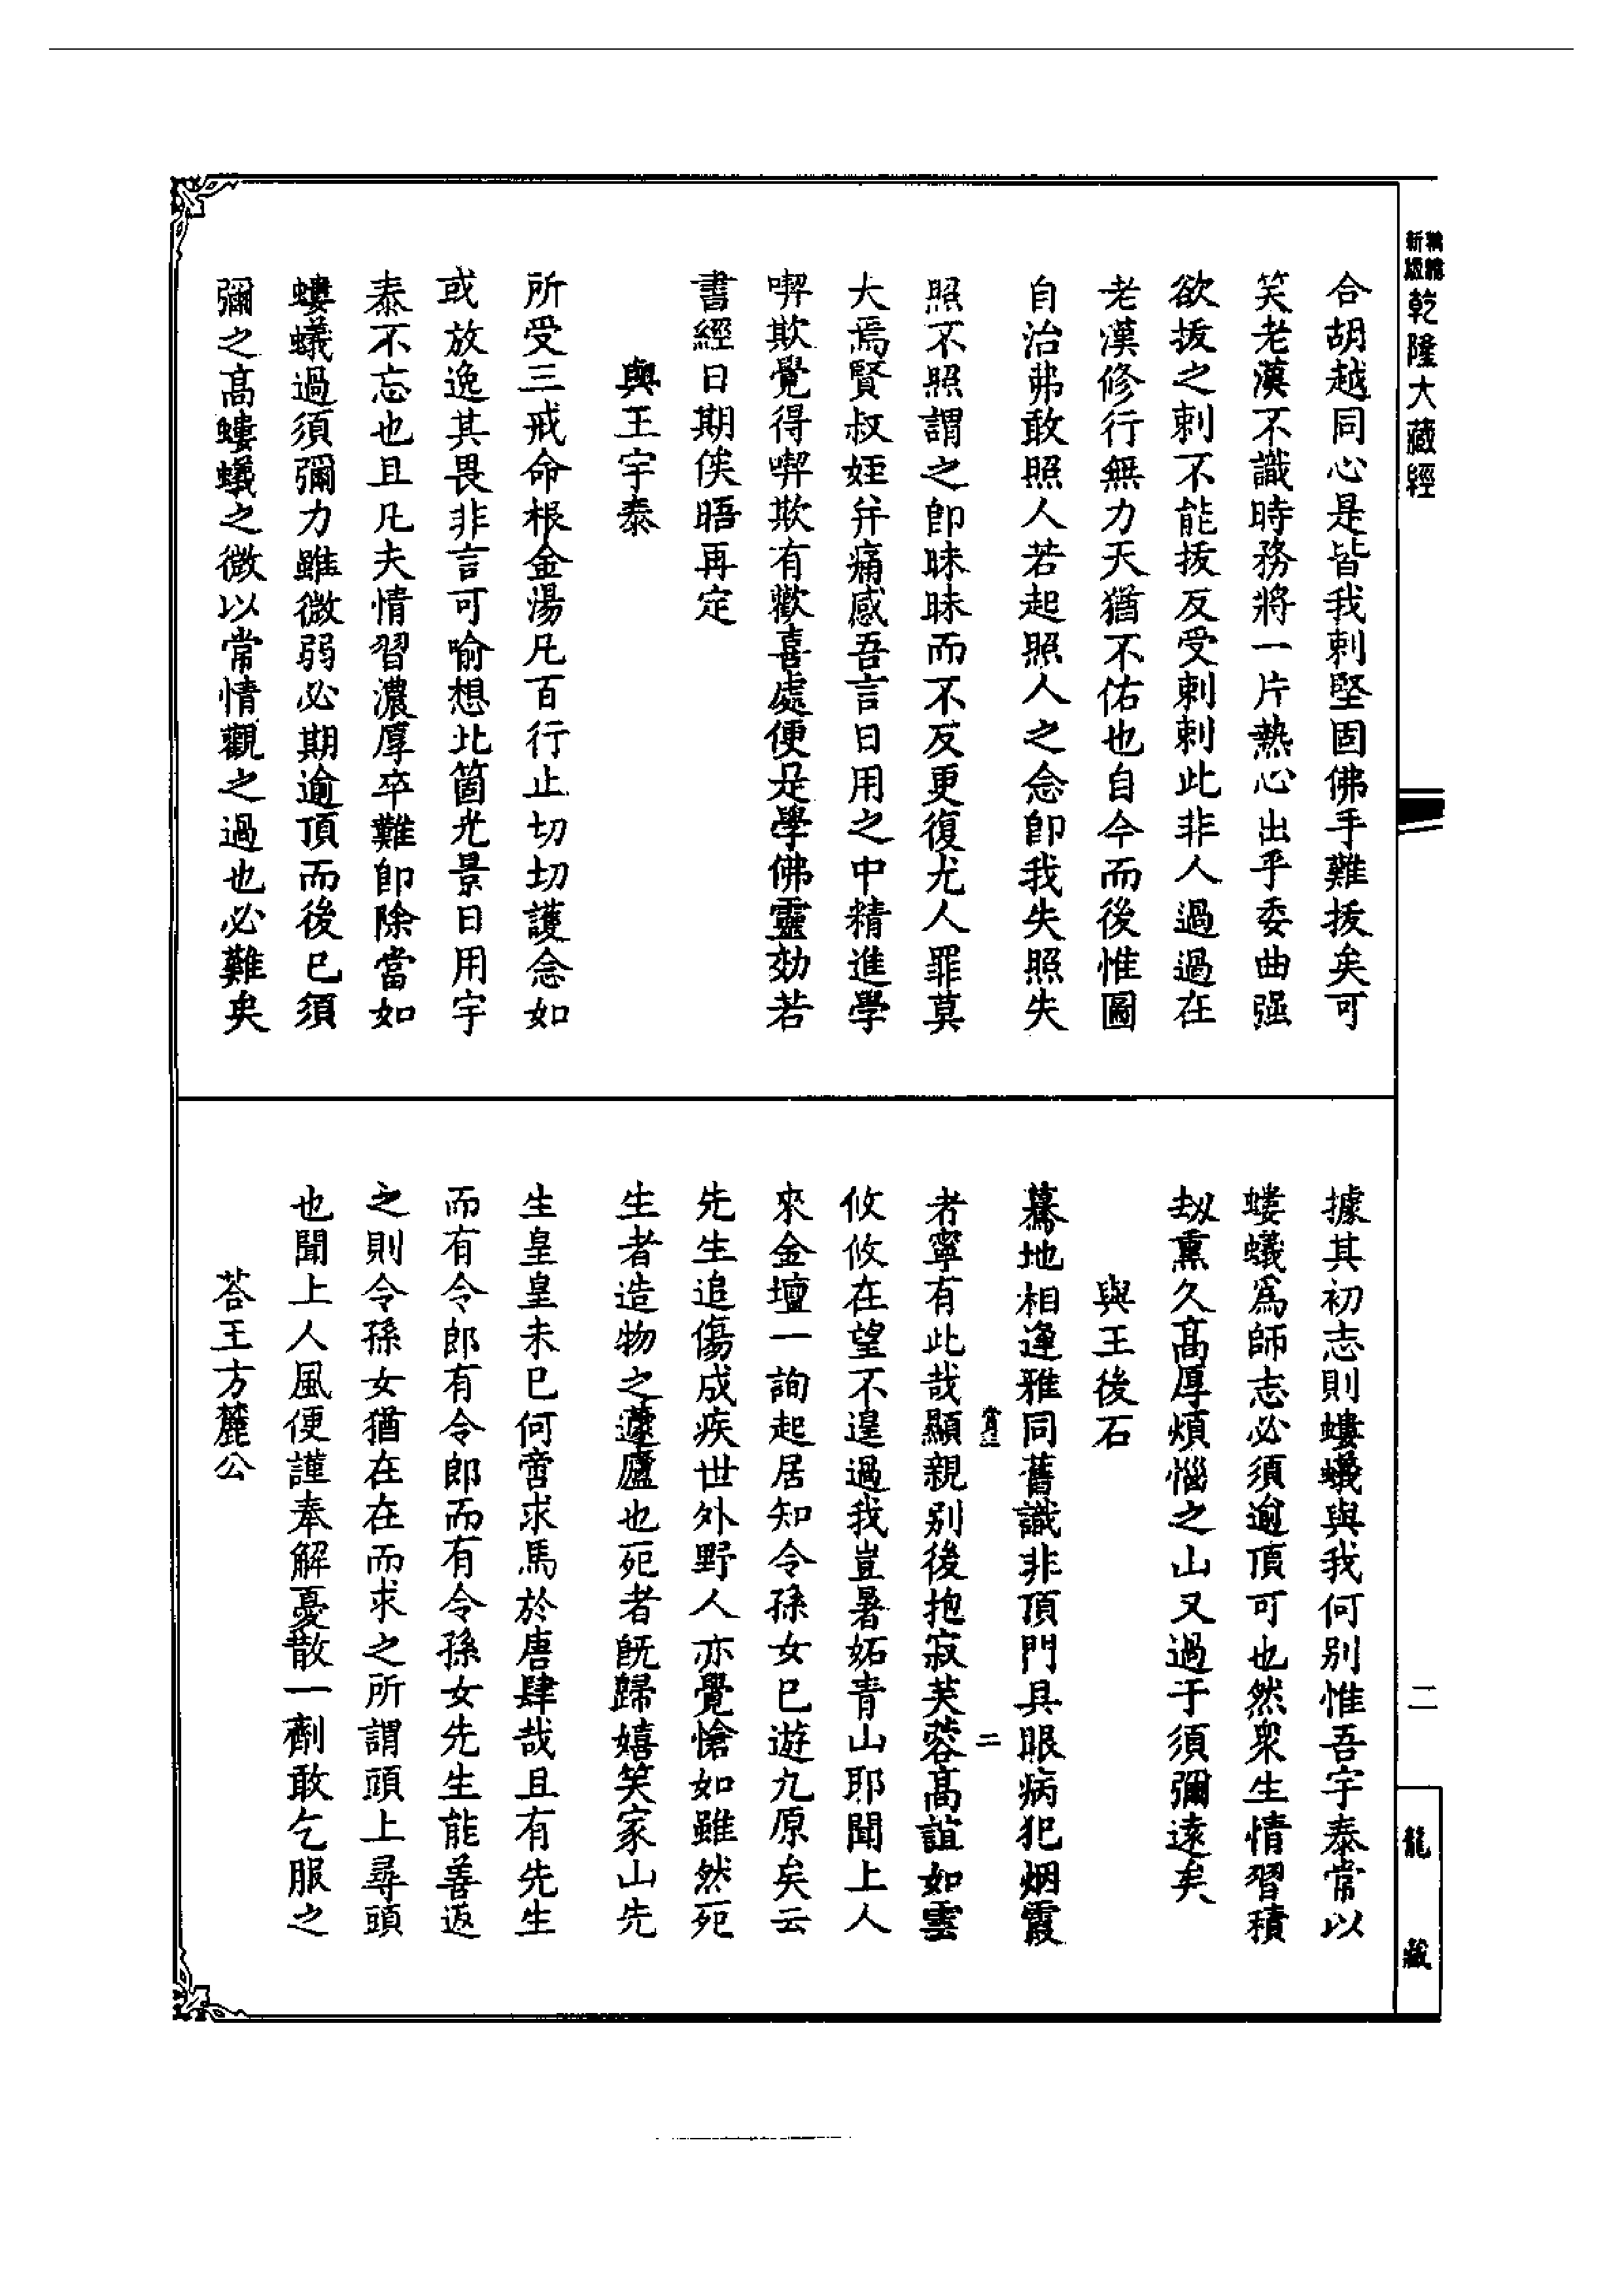 合胡越同心是皆我刺堅固佛手難拔矣可
笑老漢不識時務將一片熱心出乎委曲强
欲拔之刺不能拔反受刺刺此非人過過在
老漢修行無力天猶不佑也自今而後惟圖
自治弗敢照人若起照人之念卽我失照失
照不照謂之卽昧昧而不反更復尤人罪莫
大焉賢叔姪弁痛感吾言日用之中精進學
喫欺覺得喫欺有歡喜處便是學佛靈効若
書經日期俟晤再定
與王宇泰
所受三戒命根金湯凡百行止切切護念如
或放逸其畏非言可喻想北箇光景日用宇
泰不忘也且凡夫情習濃厚卒難卽除當如
螻蟻過須彌力雖微弱必期逾頂而後已須
彌之高螻蟻之微以常情觀之過也必難矣
據其初志則螻蟻與我何别惟吾宇泰常以
螻蟻爲師志必須逾頂可也然衆生情習積
刼熏久高厚煩惱之山又過于須彌遠矣
與王後石
驀地相逢雅同舊識非頂門具眼病犯烟霞
者寧有此哉顯親别後抱寂芙蓉高誼如雲
攸攸在望不遑過我豈暑妬青山耶聞上人
來金壇一詢起居知令孫女已遊九原矣云
先生追傷成疾世外野人亦覺愴如雖然死
生者造物之蘧廬也死者旣歸嬉笑家山先
生皇皇未已何啻求馬於唐肆哉且有先生
而有令郎有令郎而有令孫女先生能善返
之則令孫女猶在在而求之所謂頭上尋頭
也聞上人風便謹奉解憂散一劑敢乞服之
荅王方麓公
新 版
乾隆大藏經
二
龍藏
二